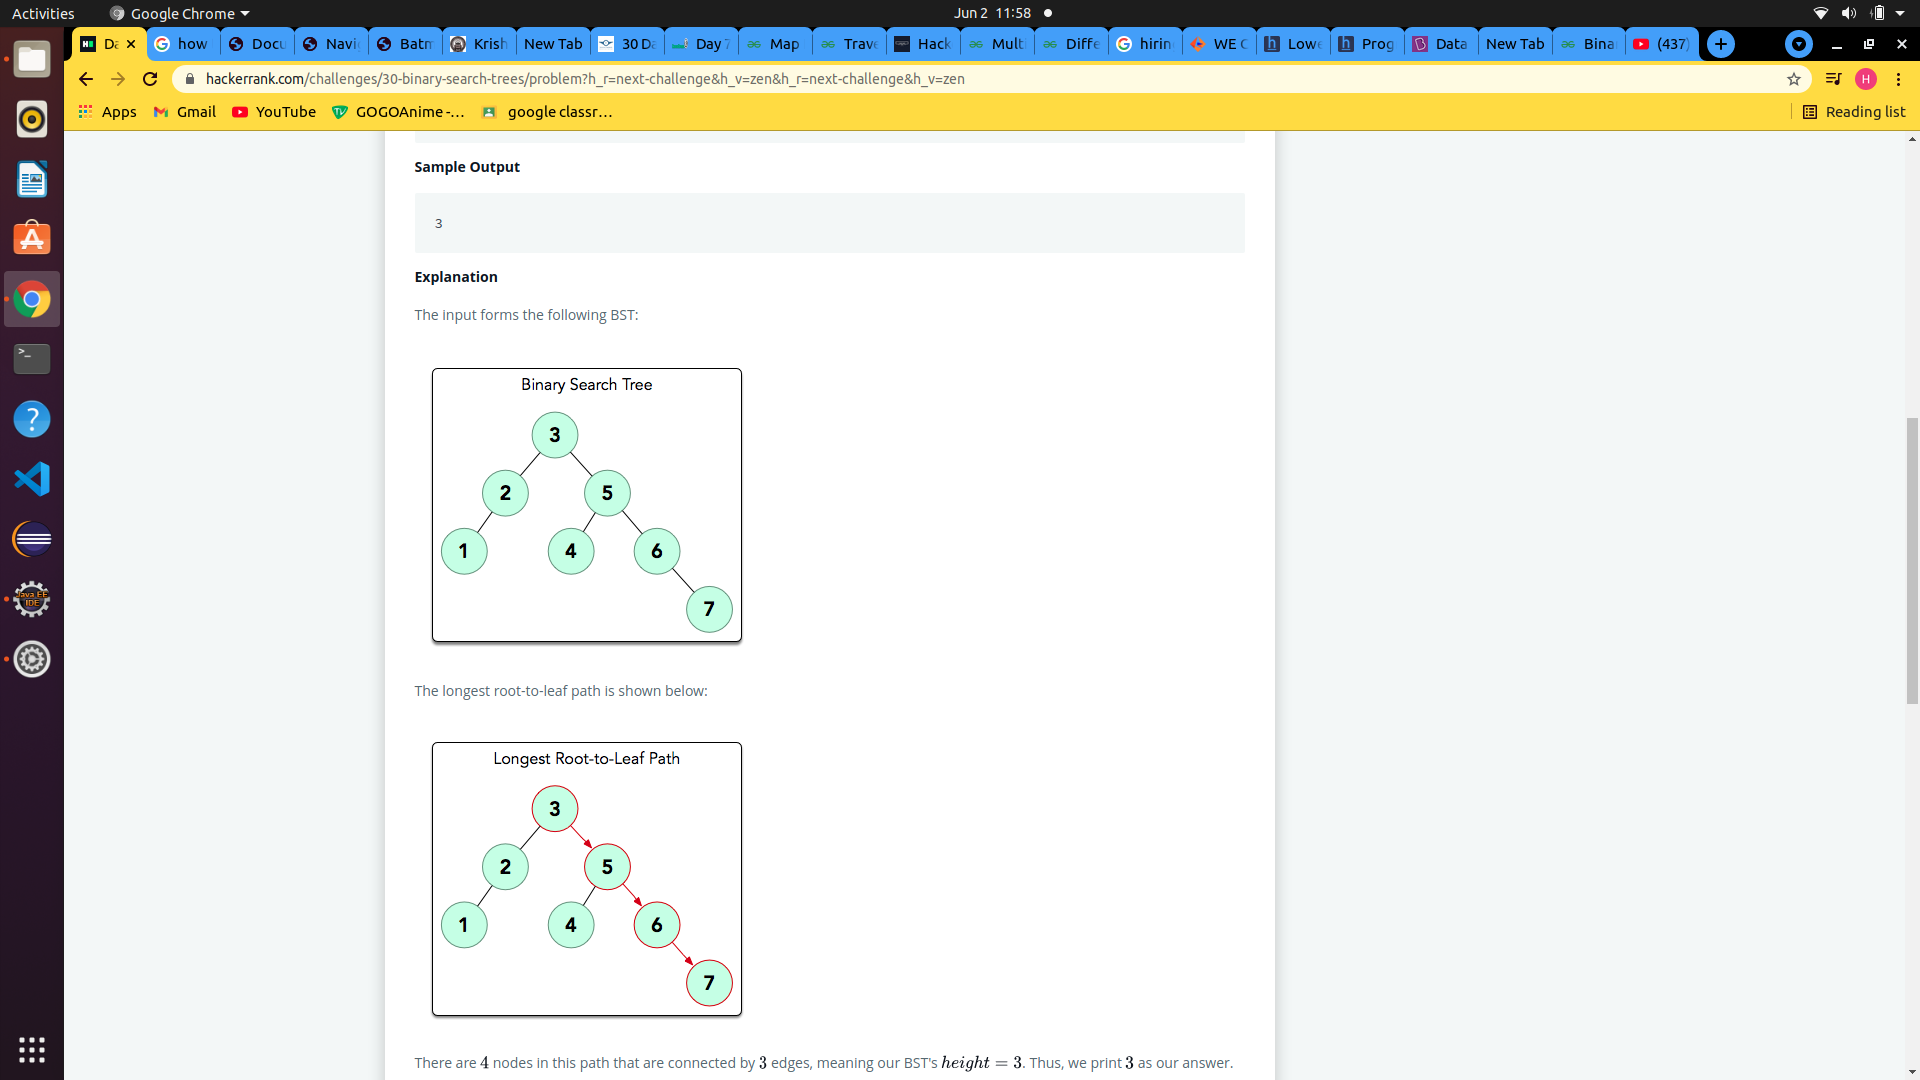 Activities
Google Chrome
Jun 2 11:58
Da
how
Docu
Navi
Batm
Krish
New Tab
30 Da
Day 7
Map
Trave
Hack
Multi
Diffe
hirin
WE C
Lowe
Prog
Data
New Tab
Bina
(437)
hackerrank.com/challenges/30-binary-search-trees/problem?h_r=next-challenge&h_v=zen&h_r=next-challenge&h_v=zen
H
Apps
Gmail
YouTube
GOGOAnime -...
google classr...
Reading list
Sample Output
3
Explanation
The input forms the following BST:
Binary Search Tree
3
2 5
1 4 6
7
The longest root-to-leaf path is shown below:
Longest Root-to-Leaf Path
3
2 5
1 4 6
7
There are 4 nodes in this path that are connected by 3 edges, meaning our BST's height = 3. Thus, we print 3 as our answer.
Java EE
IDE